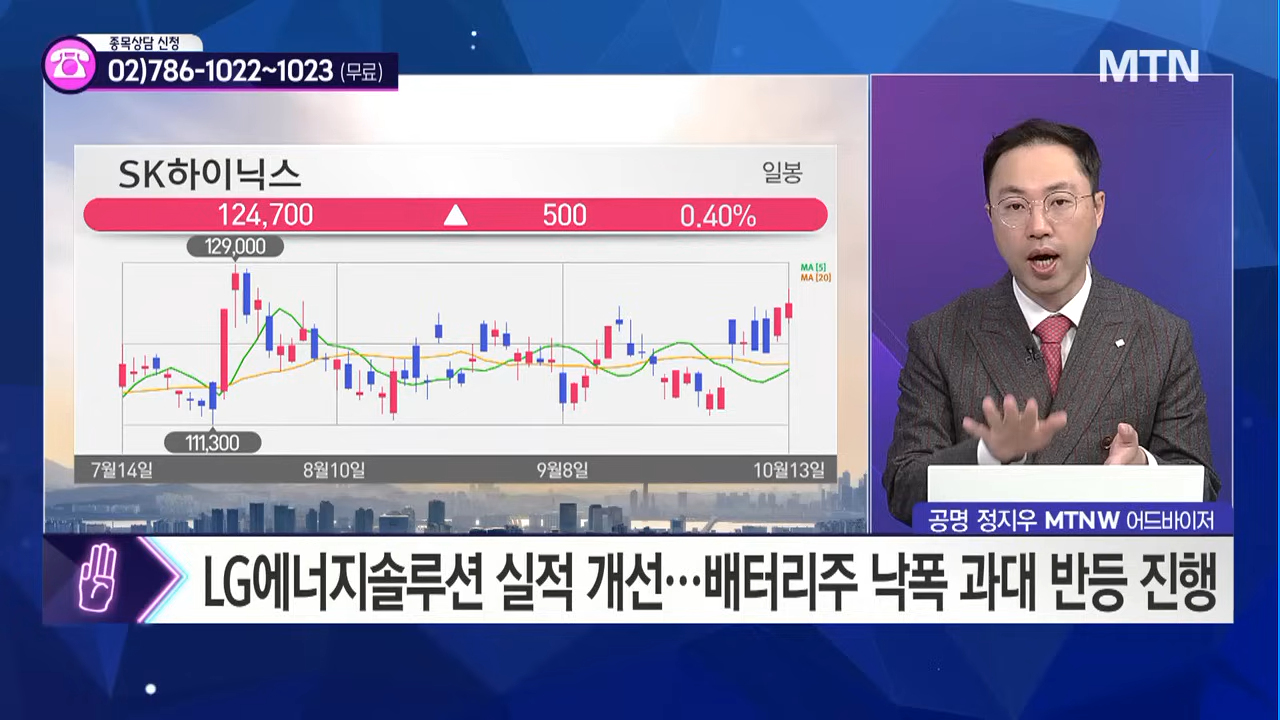 종목상담 신청
02)786-1022~1023 (무료)
MTN
SK하이닉스
일봉
124,700 ▲ 500 0.40%
129,000
MA [5]
MA [20]
111,300
7월14일 8월10일 9월8일 10월13일
공명 정지우 MTNW 어드바이저
LG에너지솔루션 실적 개선…배터리주 낙폭 과대 반등 진행